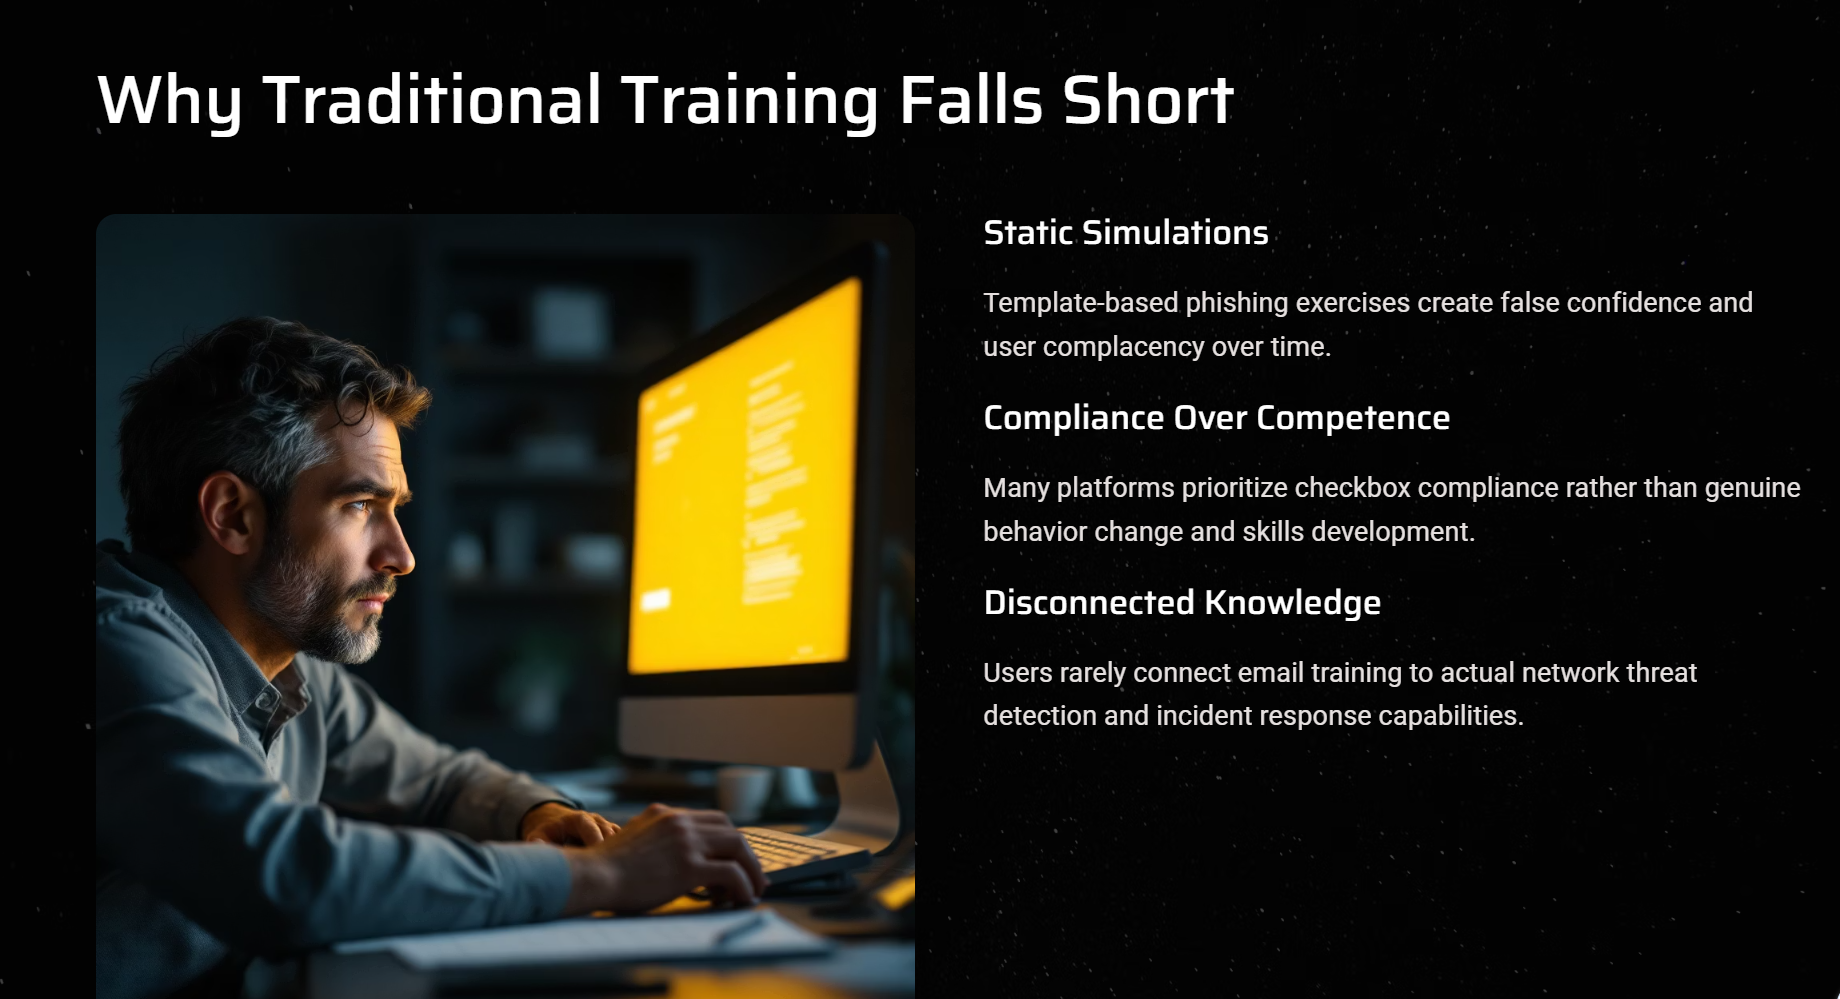 Why Traditional Training Falls Short
Static Simulations
Template-based phishing exercises create false confidence and
user complacency over time.
Compliance Over Competence
Many platforms prioritize checkbox compliance rather than genuine
behavior change and skills development.
Disconnected Knowledge
Users rarely connect email training to actual network threat
detection and incident response capabilities.